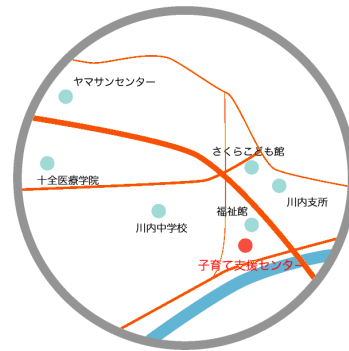 ヤマサンセンター
さくらこども館
十全医療学院
川内支所
福祉館
川内中学校
子育て支援センター